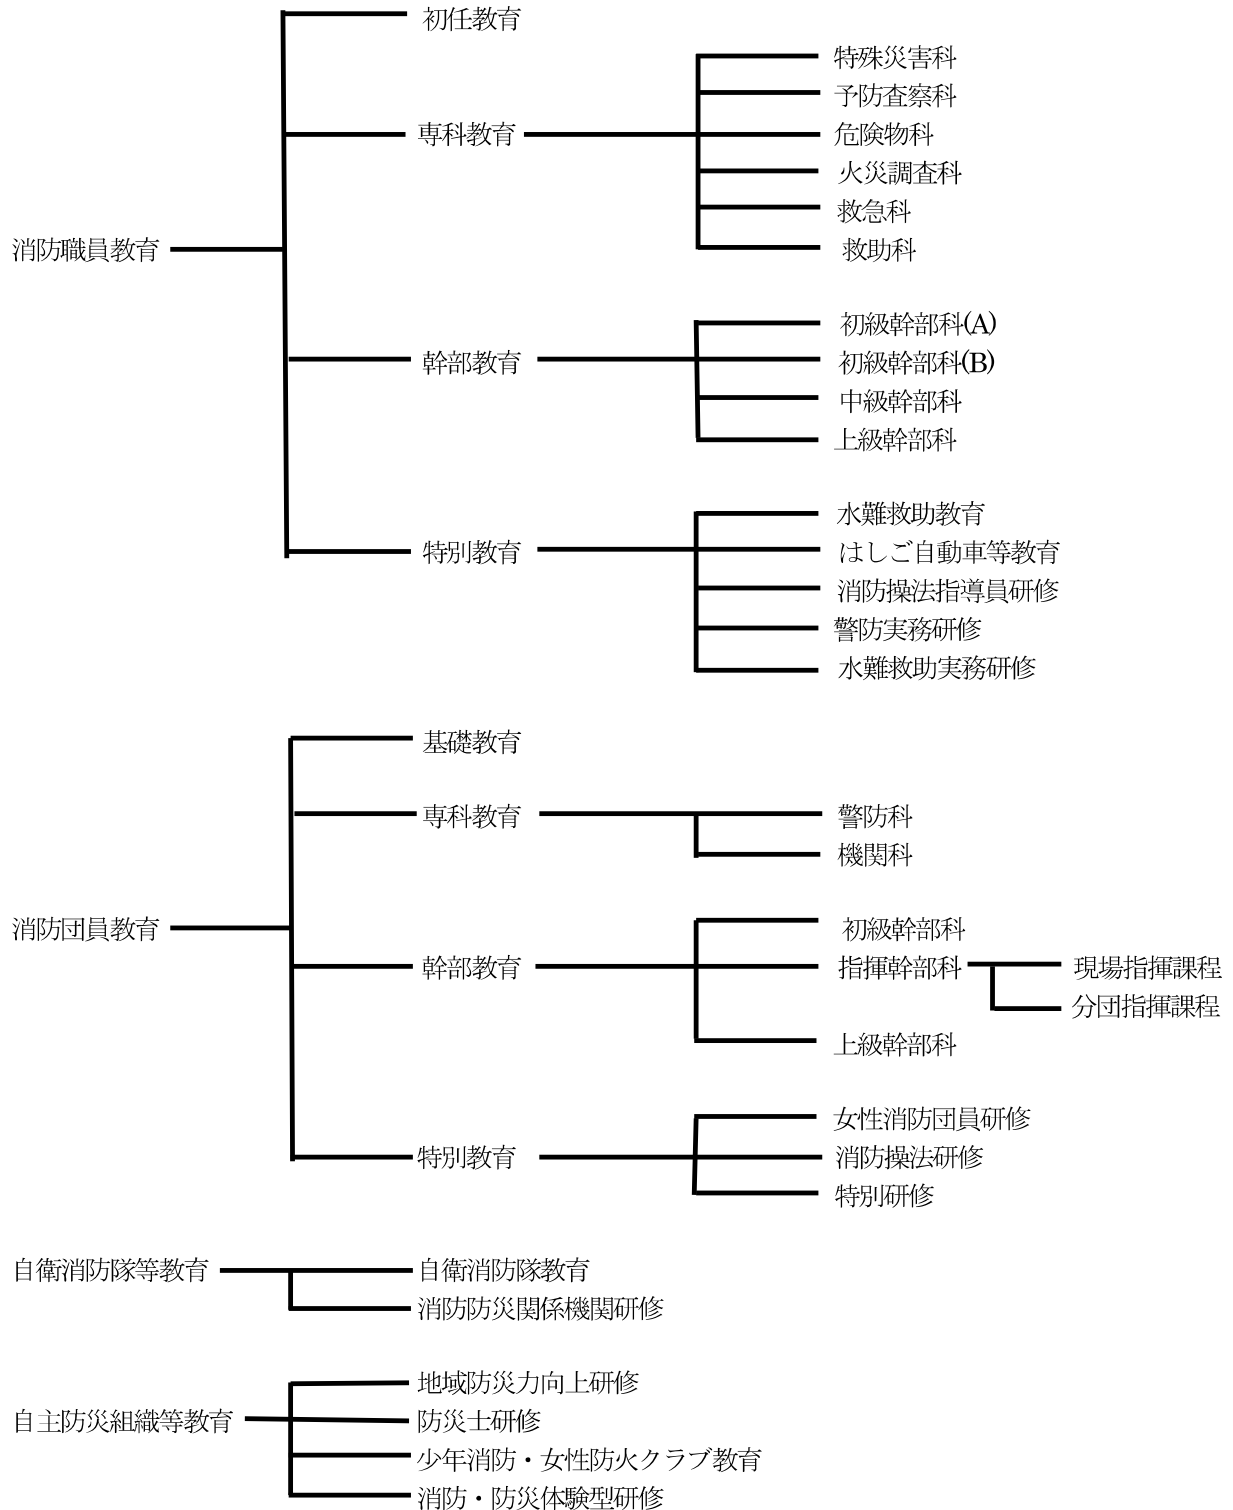 初任教育
特殊災害科
予防査察科
専科教育
危険物科
火災調査科
救急科
救助科
消防職員教育
初級幹部科(A)
幹部教育
初級幹部科(B)
中級幹部科
上級幹部科
水難救助教育
特別教育
はしご自動車等教育
消防操法指導員研修
警防実務研修
水難救助実務研修
基礎教育
専科教育
警防科
機関科
消防団員教育
初級幹部科
幹部教育
指揮幹部科
現場指揮課程
分団指揮課程
上級幹部科
女性消防団員研修
特別教育
消防操法研修
特別研修
自衛消防隊等教育
自衛消防隊教育
消防防災関係機関研修
地域防災力向上研修
自主防災組織等教育
防災士研修
少年消防・女性防火クラブ教育
消防・防災体験型研修